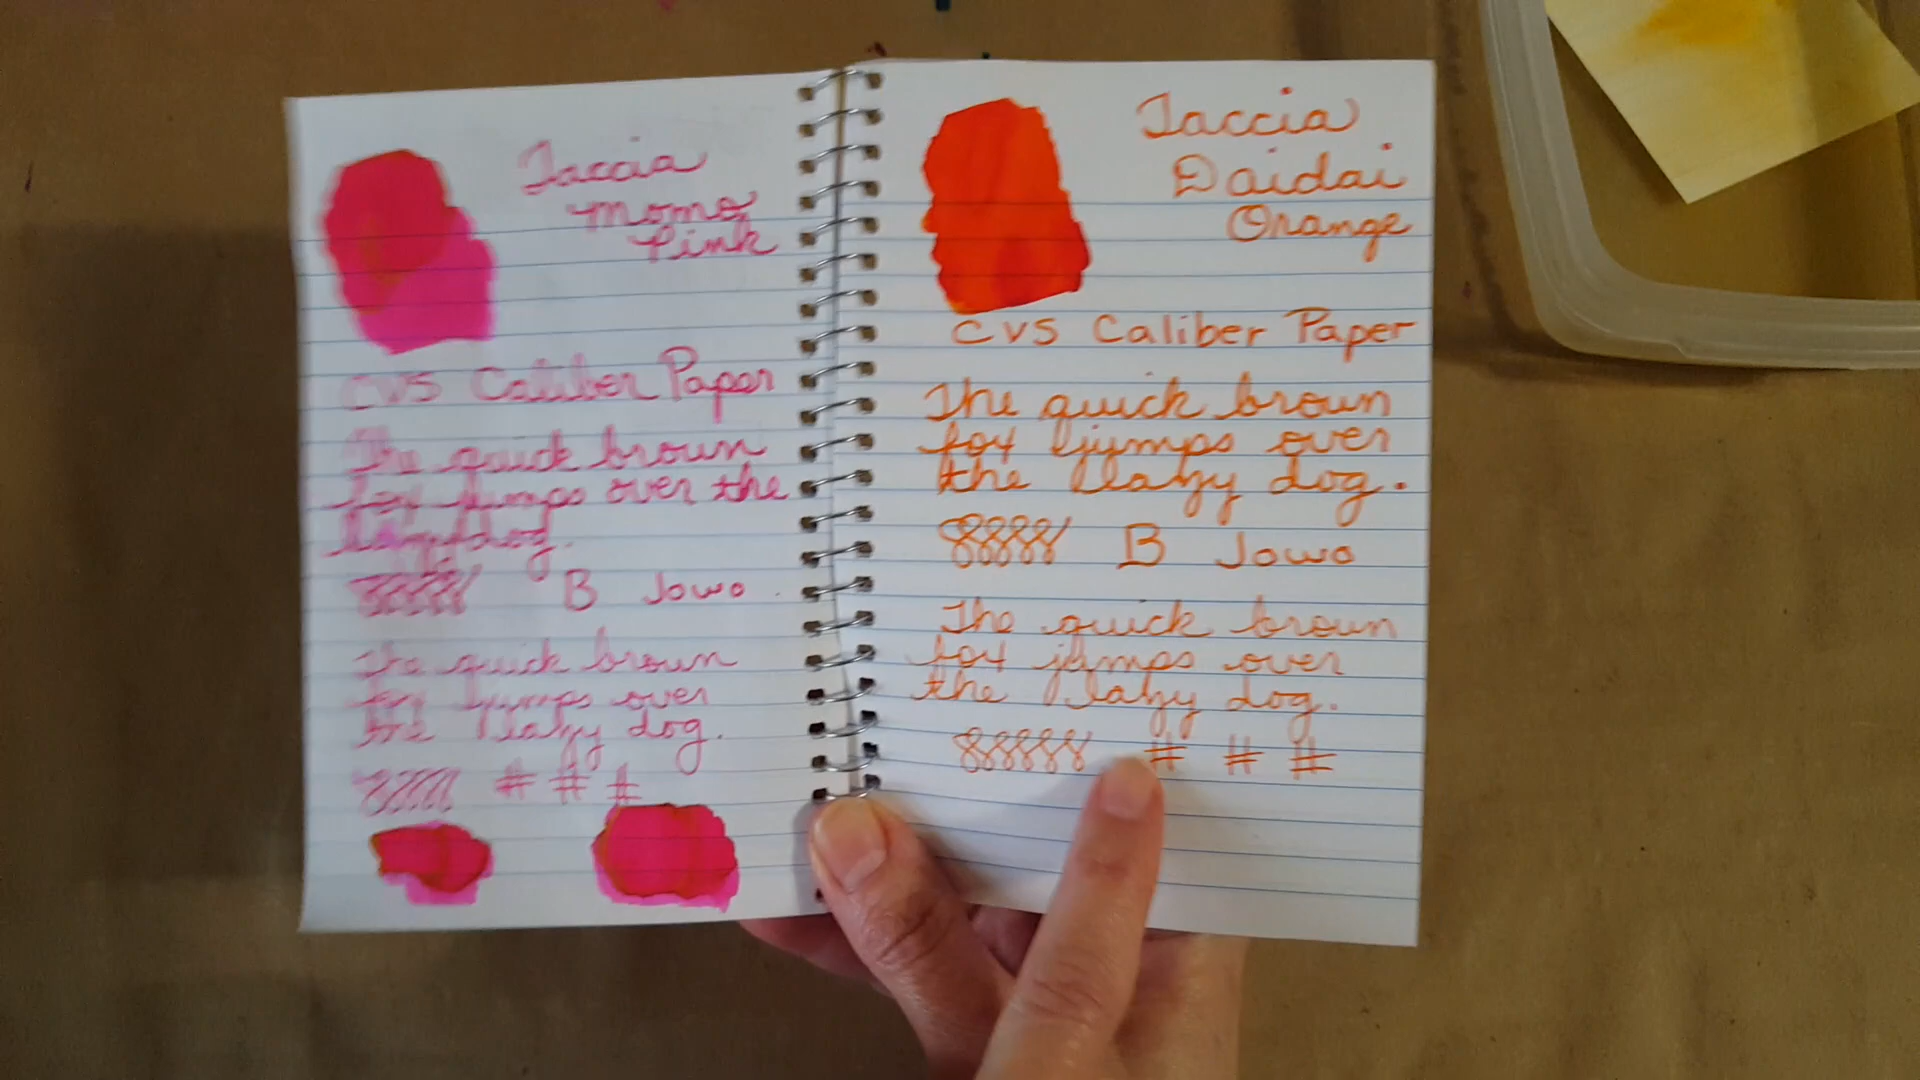 Taccia
Momo
Pink
CVS Caliber Paper
The quick brown
fox jumps over the
lazy dog.
B Jowo
The quick brown
fox jumps over
the lazy dog.
# # #
Taccia
Daidai
Orange
CVS Caliber Paper
The quick brown
fox jumps over
the lazy dog.
B Jowo
The quick brown
fox jumps over
the lazy dog.
# # #